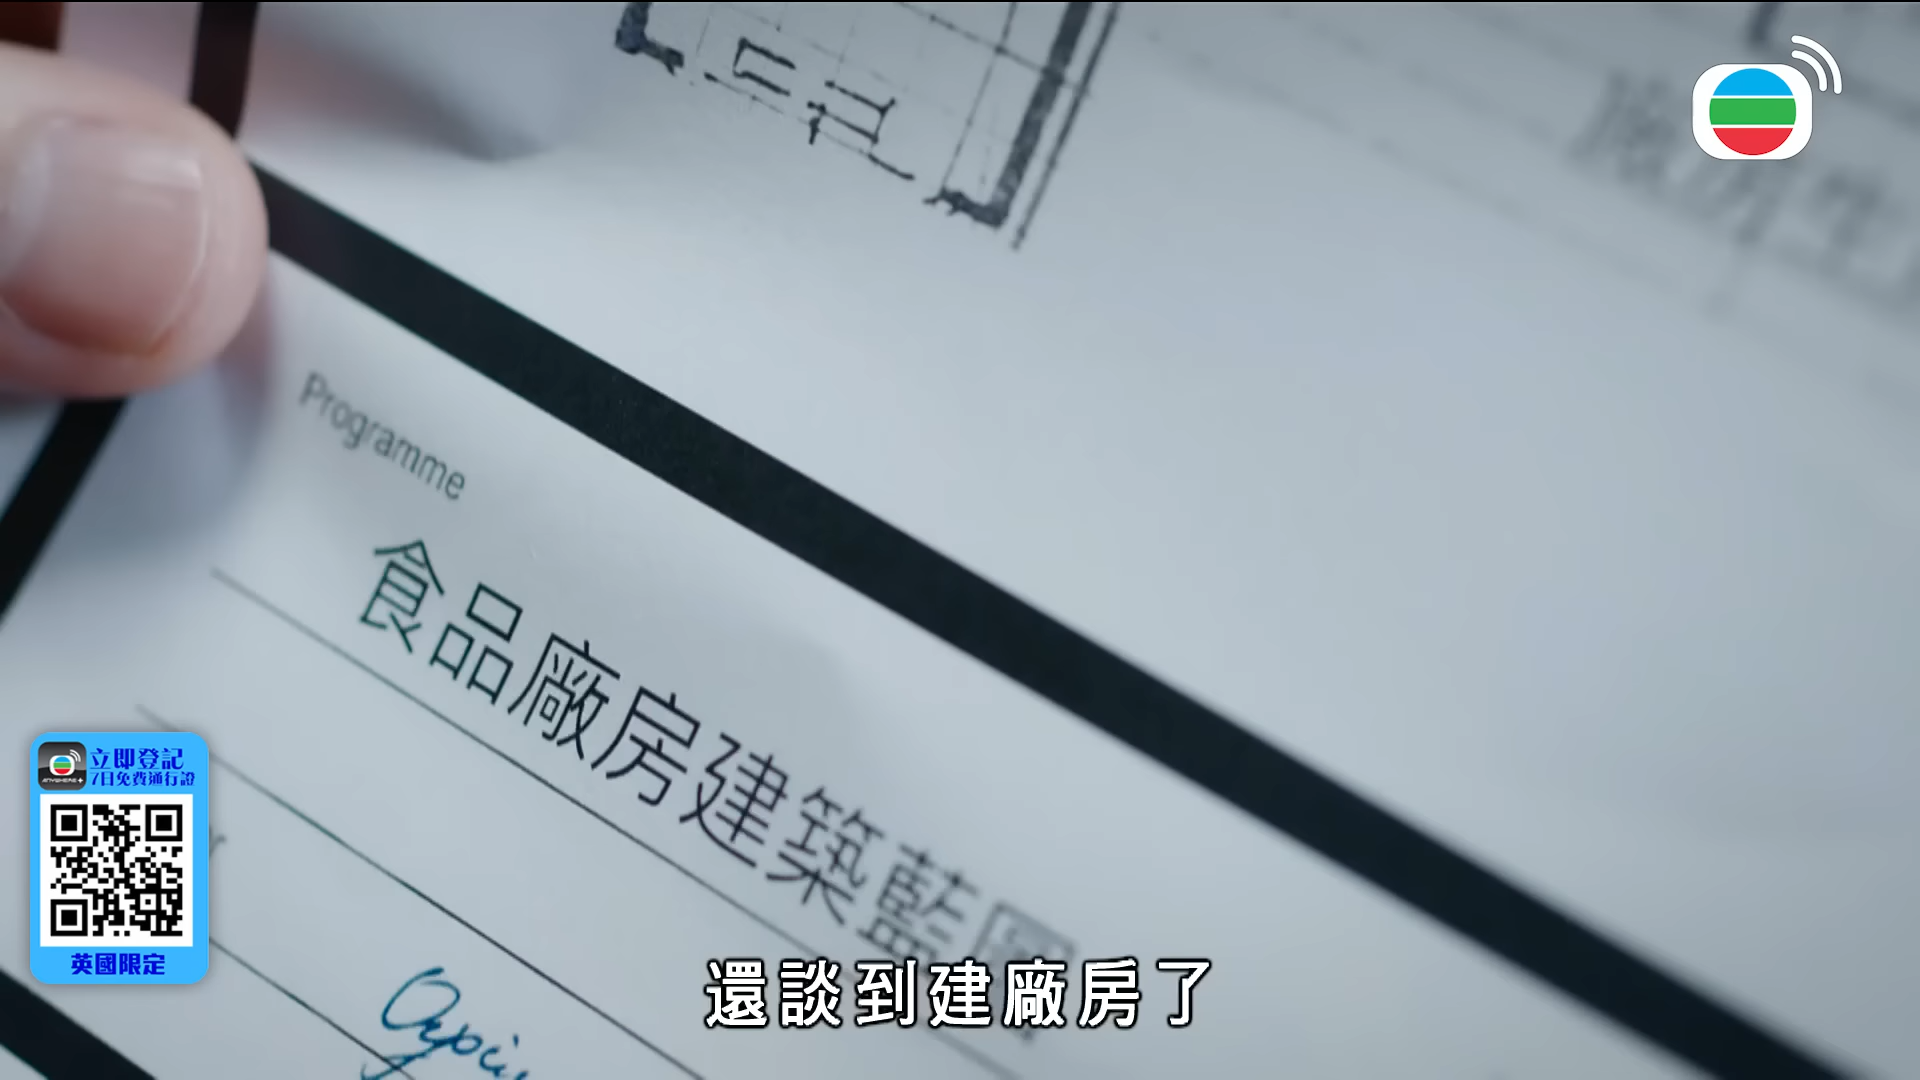 Programme
食品廠房建築藍圖
立即登記
7日免費通行證
英國限定
還談到建廠房了